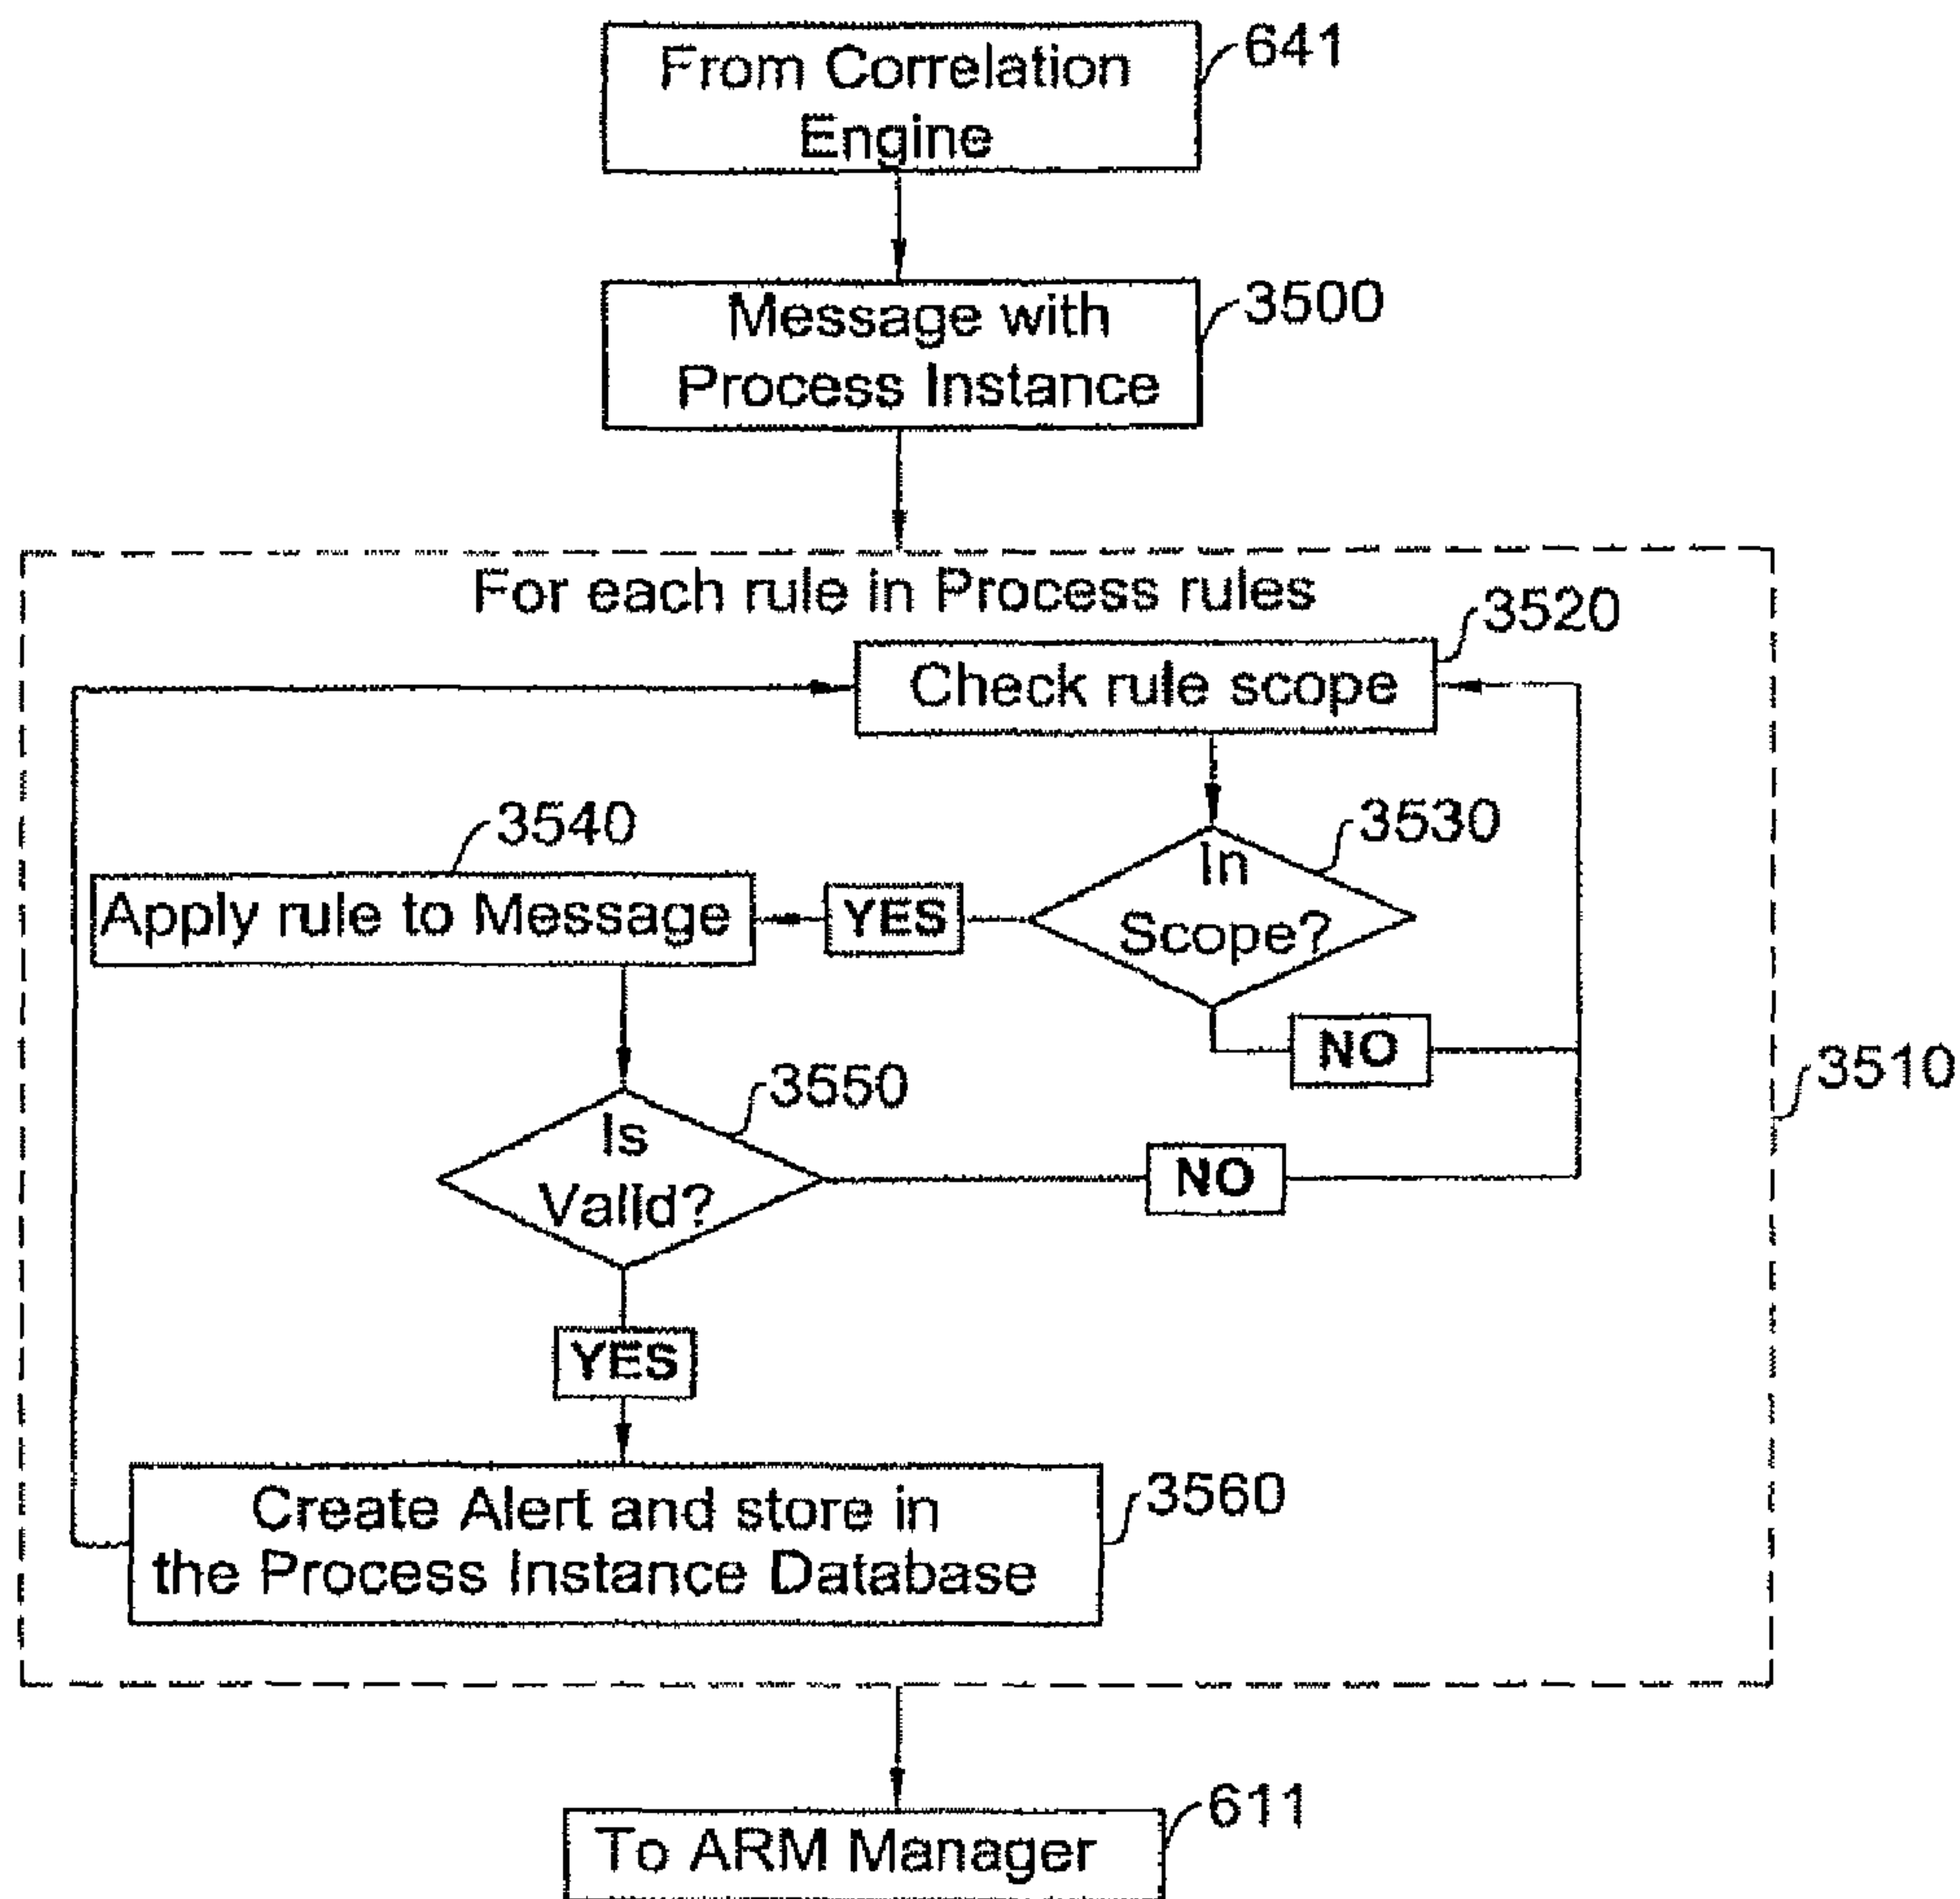 From Correlation
Engine
641
Message with
Process Instance
3500
For each rule in Process rules
3520
Check rule scope
3530
In
Scope?
3540
Apply rule to Message
YES
NO
3510
3550
Is
Valid?
NO
YES
Create Alert and store in
the Process Instance Database
3560
611
To ARM Manager